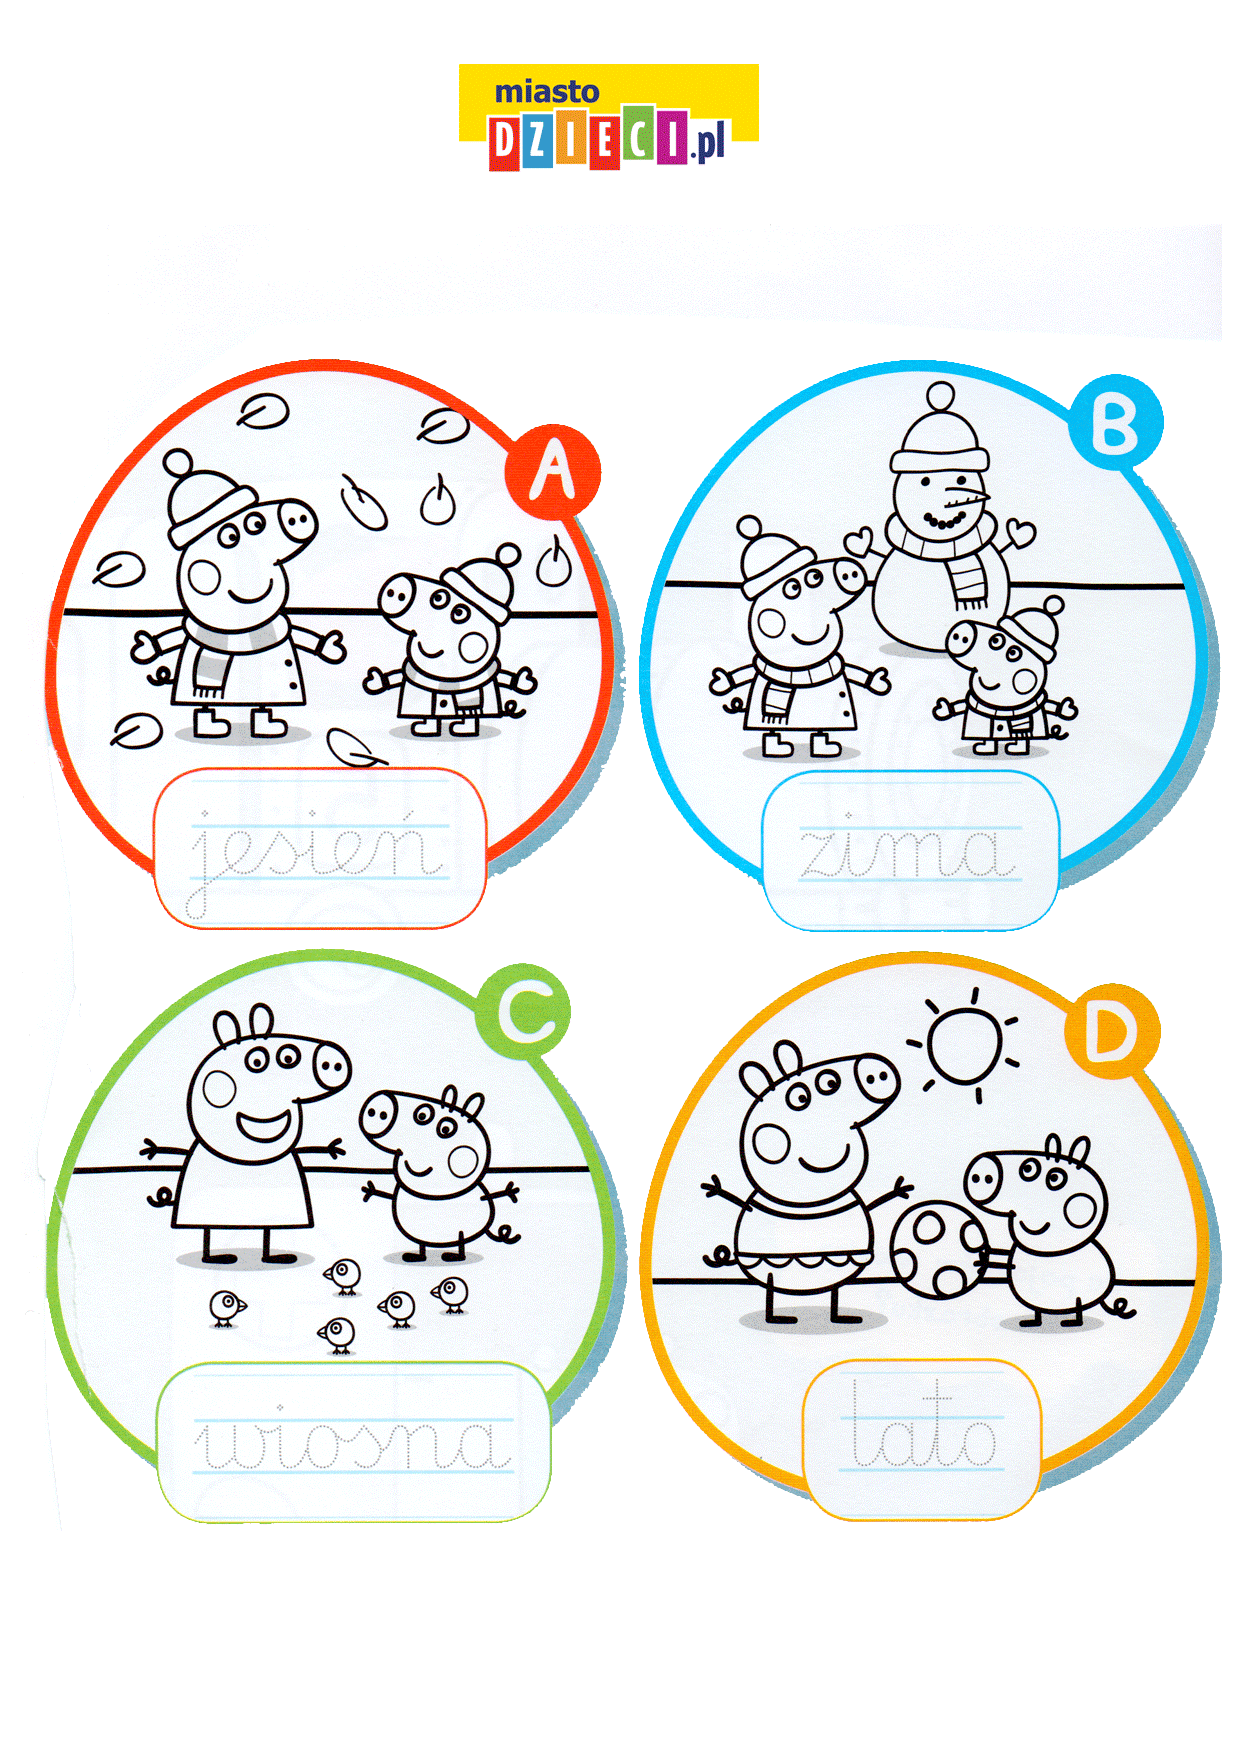 miasto
DZIECI.pl
A
B
jesień
zima
C
D
wiosna
lato